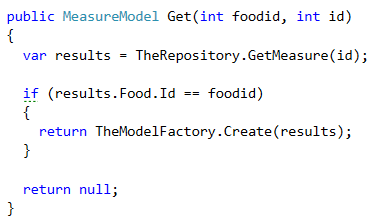 public MeasureModel Get(int foodid, int id)
{
  var results = TheRepository.GetMeasure(id);

  if (results.Food.Id == foodid)
  {
    return TheModelFactory.Create(results);
  }

  return null;
}